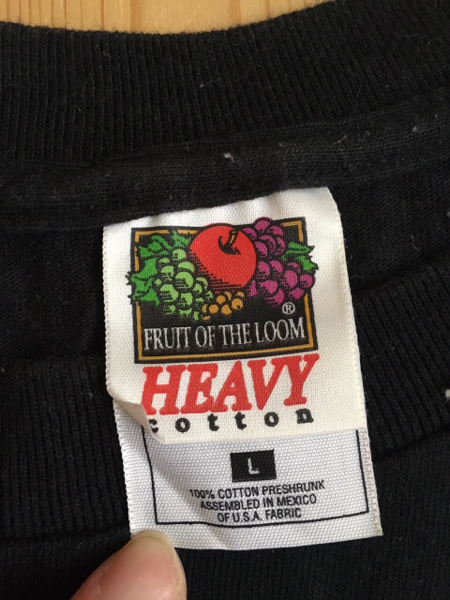 ®
FRUIT OF THE LOOM
HEAVY
cotton
L
100% COTTON PRESHRUNK
ASSEMBLED IN MEXICO
OF U.S.A. FABRIC